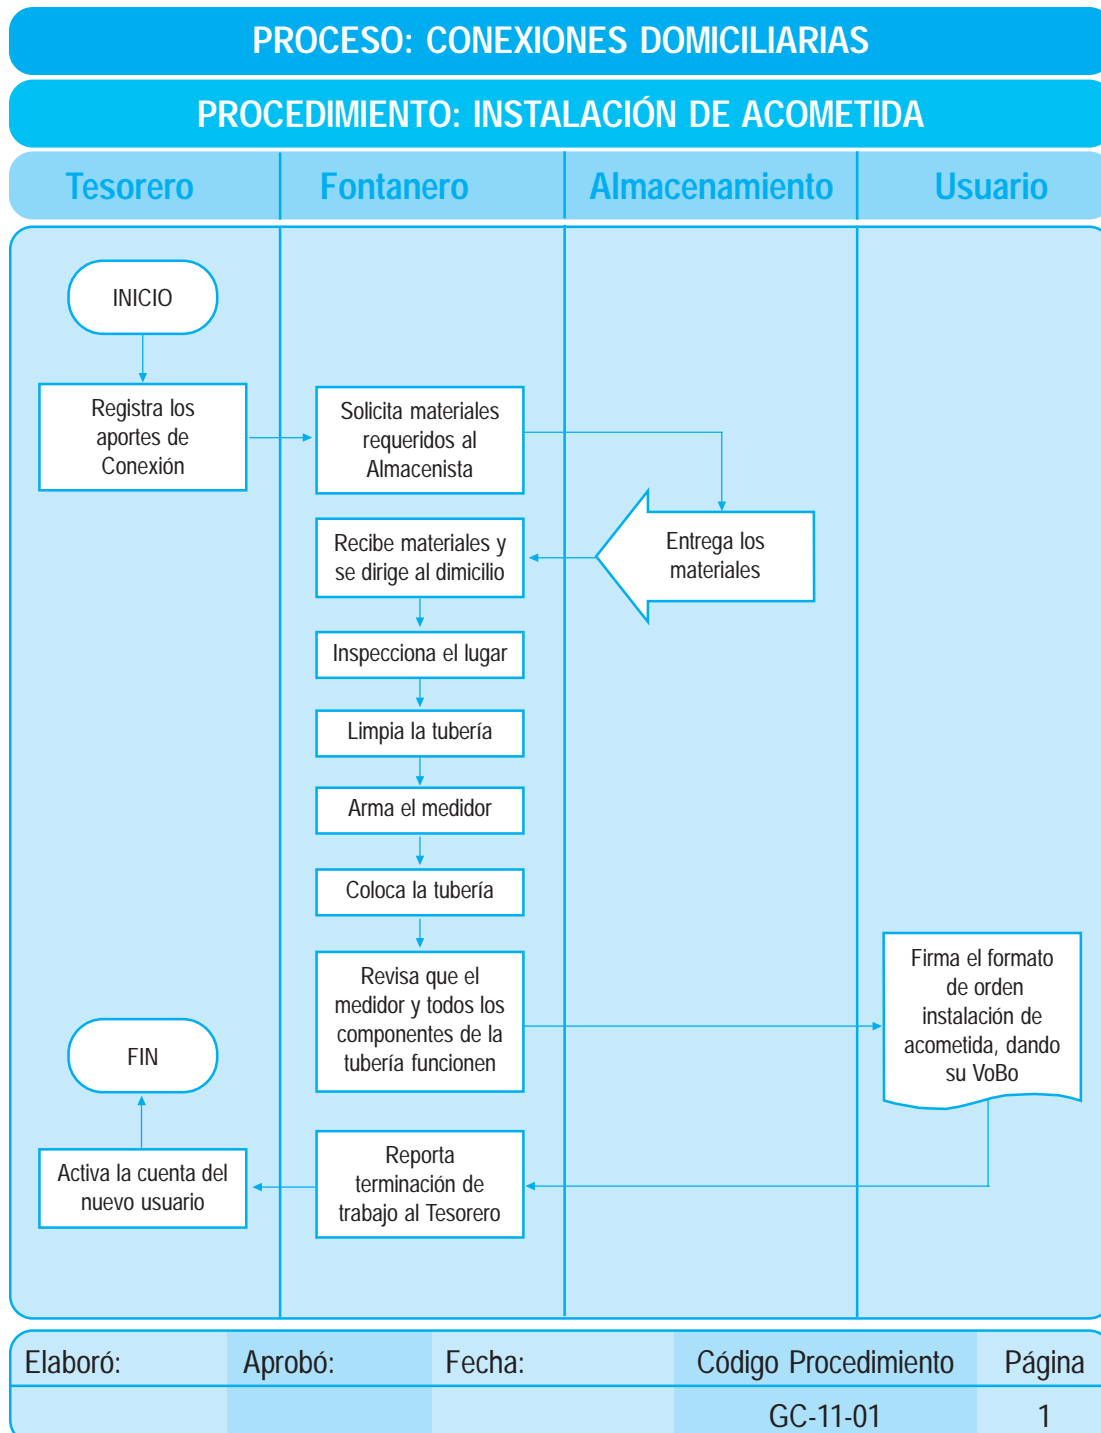 PROCESO: CONEXIONES DOMICILIARIAS
PROCEDIMIENTO: INSTALACIÓN DE ACOMETIDA
Tesorero
Fontanero
Almacenamiento
Usuario
INICIO
Registra los
aportes de
Conexión
Solicita materiales
requeridos al
Almacenista
Entrega los
materiales
Recibe materiales y
se dirige al dimicilio
Inspecciona el lugar
Limpia la tubería
Arma el medidor
Coloca la tubería
Revisa que el
medidor y todos los
componentes de la
tubería funcionen
Firma el formato
de orden
instalación de
acometida, dando
su VoBo
Reporta
terminación de
trabajo al Tesorero
Activa la cuenta del
nuevo usuario
FIN
Elaboró:
Aprobó:
Fecha:
Código Procedimiento
Página
GC-11-01
1